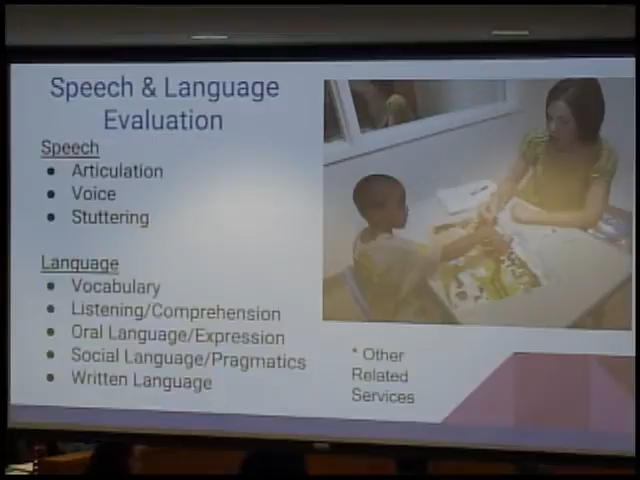 Speech & Language
Evaluation
Speech
• Articulation
• Voice
• Stuttering
Language
• Vocabulary
• Listening/Comprehension
• Oral Language/Expression
• Social Language/Pragmatics
• Written Language
* Other
Related
Services